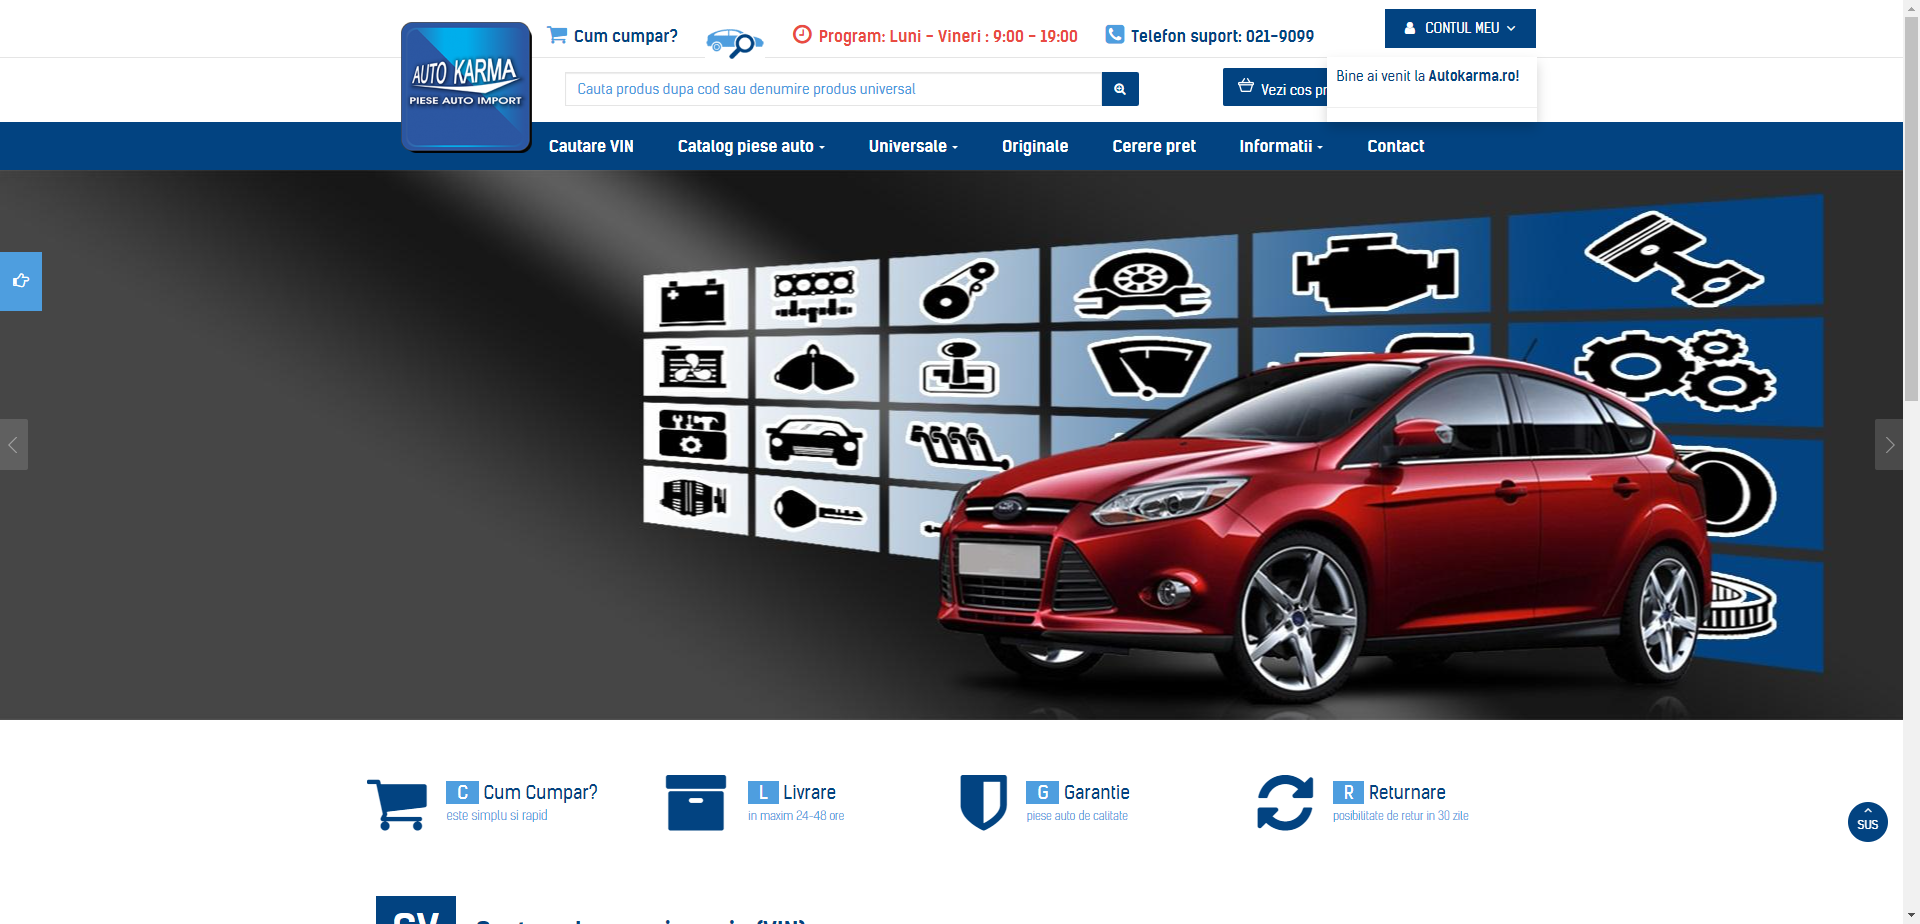 Cum cumpar?
Program: Luni - Vineri : 9:00 - 19:00
Telefon suport: 021-9099
CONTUL MEU
AUTO KARMA
PIESE AUTO IMPORT
Cauta produs dupa cod sau denumire produs universal
Vezi cos pr
Bine ai venit la Autokarma.ro!
Cautare VIN
Catalog piese auto
Universale
Originale
Cerere pret
Informatii
Contact
C Cum Cumpar?
este simplu si rapid
L Livrare
in maxim 24-48 ore
G Garantie
piese auto de calitate
R Returnare
posibilitate de retur in 30 zile
SUS